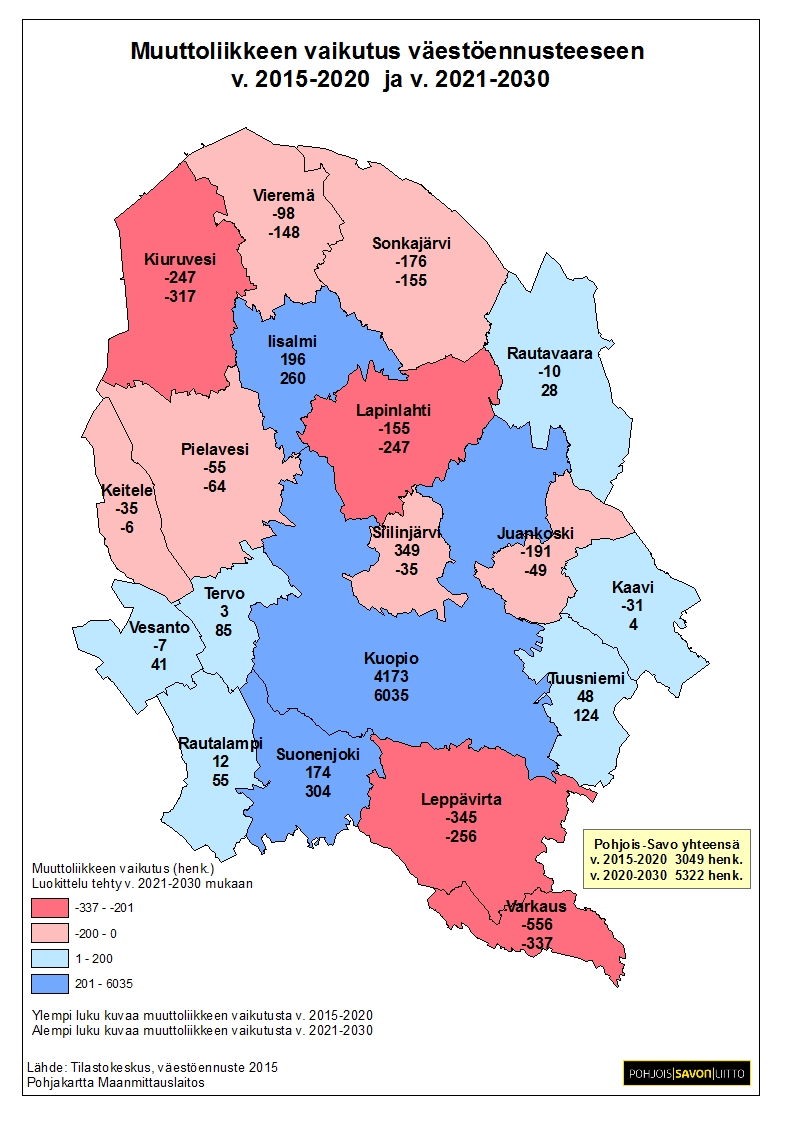 Muuttoliikkeen vaikutus väestöennusteeseen
v. 2015-2020 ja v. 2021-2030
Vieremä
-98
-148
Sonkajärvi
-176
-155
Kiuruvesi
-247
-317
Iisalmi
196
260
Rautavaara
-10
28
Lapinlahti
-155
-247
Pielavesi
-55
-64
Keitele
-35
-6
Siilinjärvi
349
-35
Juankoski
-191
-49
Kaavi
-31
4
Tervo
3
85
Vesanto
-7
41
Kuopio
4173
6035
Tuusniemi
48
124
Rautalampi
12
55
Suonenjoki
174
304
Leppävirta
-345
-256
Varkaus
-556
-337
Pohjois-Savo yhteensä
v. 2015-2020 3049 henk.
v. 2020-2030 5322 henk.
Muuttoliikkeen vaikutus (henk.)
Luokittelu tehty v. 2021-2030 mukaan
-337 - -201
-200 - 0
1 - 200
201 - 6035
Ylempi luku kuvaa muuttoliikkeen vaikutusta v. 2015-2020
Alempi luku kuvaa muuttoliikkeen vaikutusta v. 2021-2030
Lähde: Tilastokeskus, väestöennuste 2015
Pohjakartta Maanmittauslaitos
POHJOIS|SAVON|LIITTO